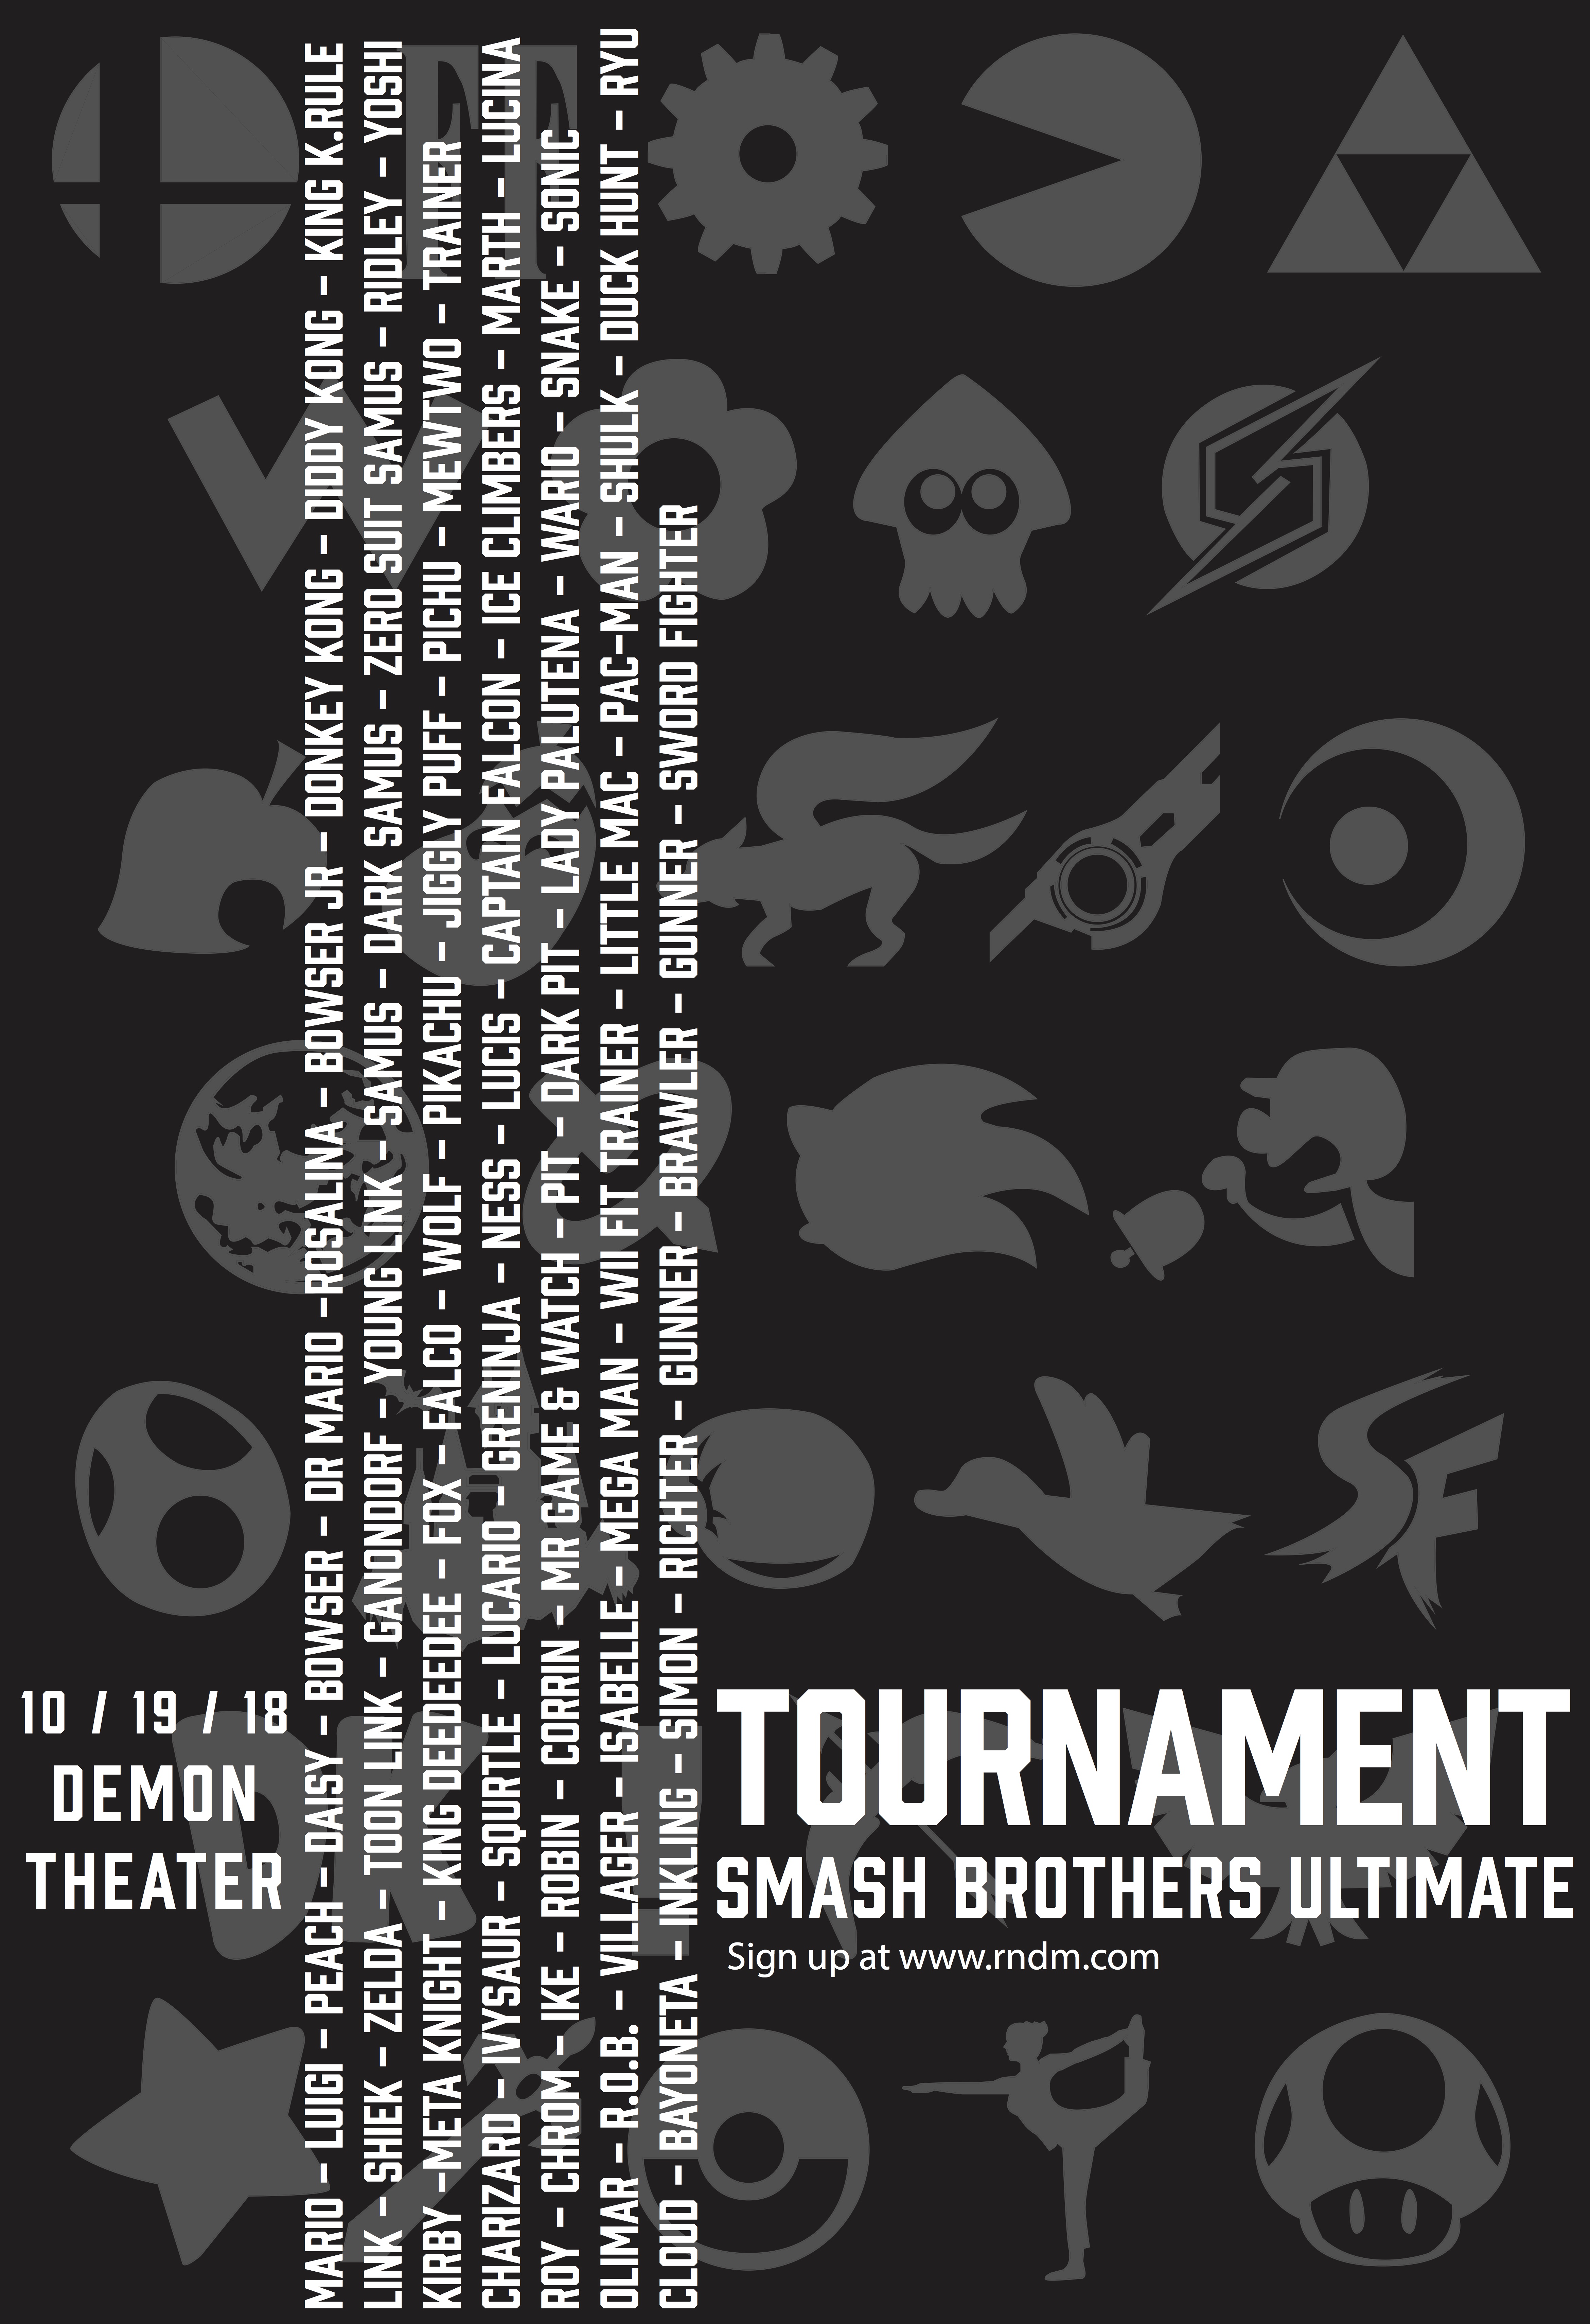 MARIO – LUIGI – PEACH – DAISY – BOWSER – DR MARIO –ROSALINA – BOWSER JR – DONKEY KONG – DIDDY KONG – KING K.RULE
LINK – SHIEK – ZELDA – TOON LINK – GANONDORF – YOUNG LINK – SAMUS – DARK SAMUS – ZERO SUIT SAMUS – RIDLEY – YOSHI
KIRBY –META KNIGHT – KING DEEDEEDEE – FOX – FALCO – WOLF – PIKACHU – JIGGLY PUFF – PICHU – MEWTWO – TRAINER
CHARIZARD – IVYSAUR – SQURTLE – LUCARIO – GRENINJA – NESS – LUCIS – CAPTAIN FALCON – ICE CLIMBERS – MARTH – LUCINA
ROY – CHROM – IKE – ROBIN – CORRIN – MR GAME & WATCH – PIT – DARK PIT – LADY PALUTENA – WARIO – SNAKE – SONIC
OLIMAR – R.O.B. – VILLAGER – ISABELLE – MEGA MAN – WII FIT TRAINER – LITTLE MAC – PAC–MAN – SHULK – DUCK HUNT – RYU
CLOUD – BAYONETA – INKLING – SIMON – RICHTER – GUNNER – BRAWLER – GUNNER – SWORD FIGHTER
10 / 19 / 18
DEMON
THEATER
TOURNAMENT
SMASH BROTHERS ULTIMATE
Sign up at www.rndm.com
FF
DK
SF